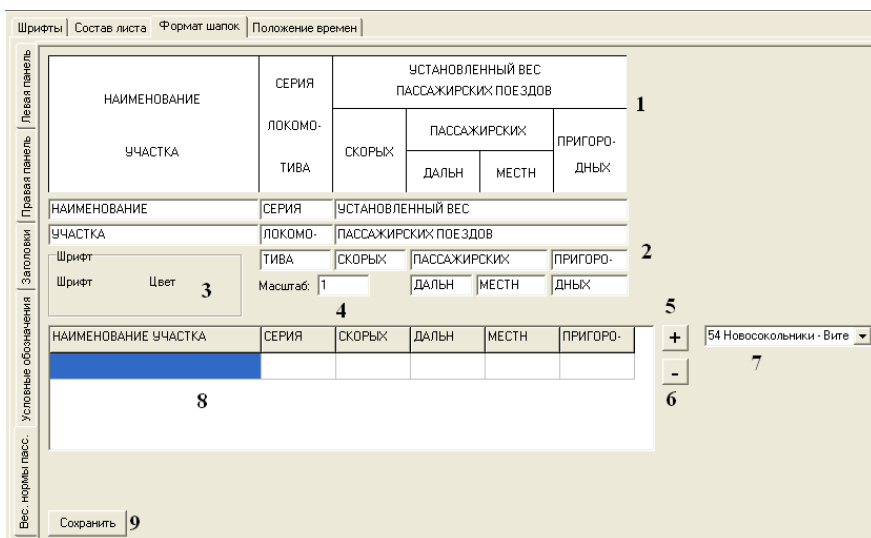 Шрифты Состав листа Формат шапок Положение времен
Левая панель
Правая панель
Заголовки
Условные обозначения
Вес. нормы пасс.
НАИМЕНОВАНИЕ
УЧАСТКА
СЕРИЯ
ЛОКОМО-
ТИВА
УСТАНОВЛЕННЫЙ ВЕС
ПАССАЖИРСКИХ ПОЕЗДОВ
СКОРЫХ
ПАССАЖИРСКИХ
ДАЛЬН МЕСТН
ПРИГОРО-
ДНЫХ
1
НАИМЕНОВАНИЕ СЕРИЯ УСТАНОВЛЕННЫЙ ВЕС
УЧАСТКА ЛОКОМО- ПАССАЖИРСКИХ ПОЕЗДОВ
Шрифт ТИВА СКОРЫХ ПАССАЖИРСКИХ ПРИГОРО- 2
Шрифт Цвет 3 Масштаб: 1 ДАЛЬН МЕСТН ДНЫХ
4 5
НАИМЕНОВАНИЕ УЧАСТКА СЕРИЯ СКОРЫХ ДАЛЬН МЕСТН ПРИГОРО- + 54 Новосокольники - Вите
7
-
8 6
Сохранить 9